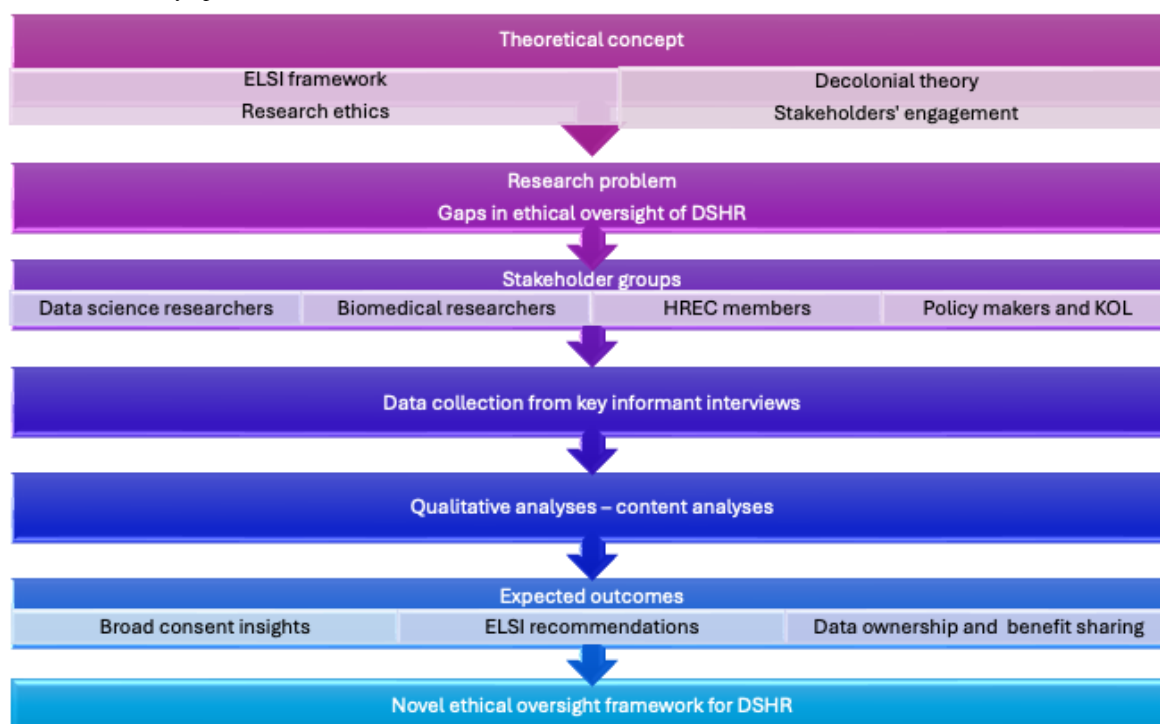 Theoretical concept
ELSI framework
Research ethics
Decolonial theory
Stakeholders' engagement
Research problem
Gaps in ethical oversight of DSHR
Stakeholder groups
Data science researchers
Biomedical researchers
HREC members
Policy makers and KOL
Data collection from key informant interviews
Qualitative analyses – content analyses
Expected outcomes
Broad consent insights
ELSI recommendations
Data ownership and benefit sharing
Novel ethical oversight framework for DSHR